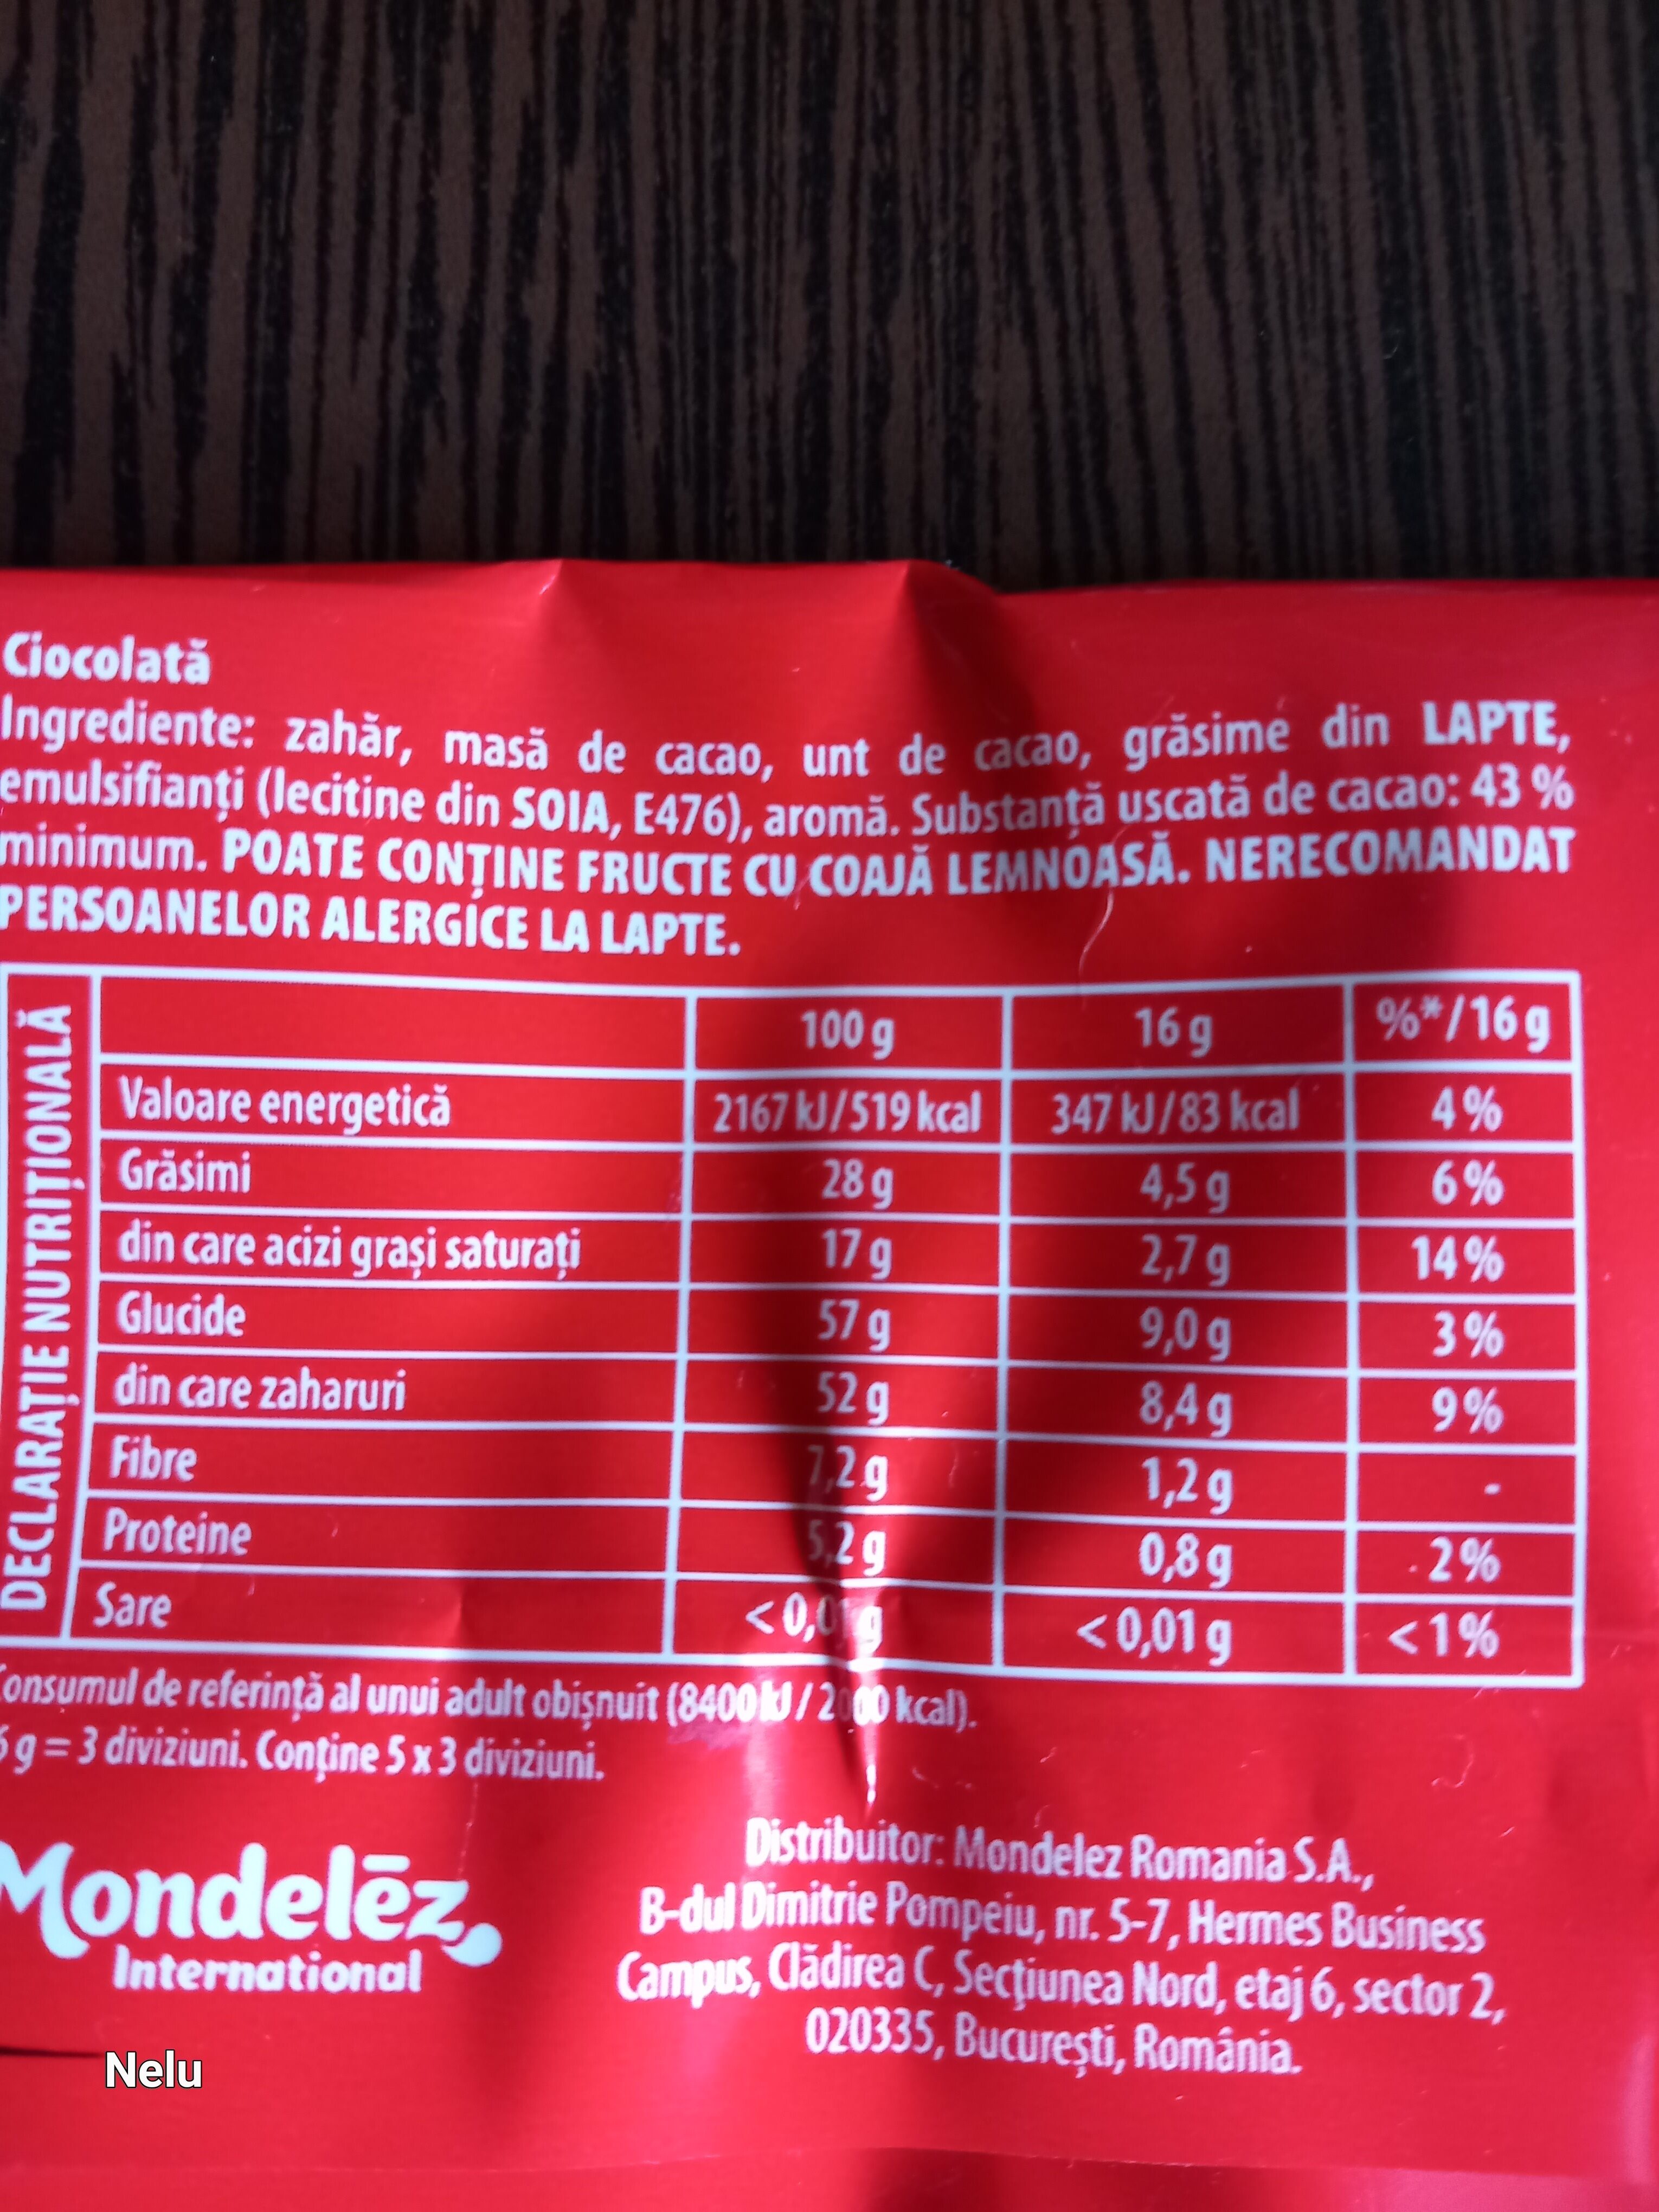 Ciocolată
Ingrediente: zahăr, masă de cacao, unt de cacao, grăsime din LAPTE,
emulsifianți (lecitine din SOIA, E476), aromă. Substanță uscată de cacao: 43 %
minimum. POATE CONȚINE FRUCTE CU COAJĂ LEMNOASĂ. NERECOMANDAT
PERSOANELOR ALERGICE LA LAPTE.
DECLARAȚIE NUTRIȚIONALĂ
100 g 16 g %*/16 g
Valoare energetică 2167 kJ/519 kcal 347 kJ/83 kcal 4 %
Grăsimi 28 g 4,5 g 6 %
din care acizi grași saturați 17 g 2,7 g 14 %
Glucide 57 g 9,0 g 3 %
din care zaharuri 52 g 8,4 g 9 %
Fibre 7,2 g 1,2 g -
Proteine 5,2 g 0,8 g 2 %
Sare < 0,01 g < 0,01 g < 1 %
Consumul de referință al unui adult obișnuit (8400 kJ / 2000 kcal).
6 g = 3 diviziuni. Conține 5 x 3 diviziuni.
Mondelēz
International
Distribuitor: Mondelez Romania S.A.,
B-dul Dimitrie Pompeiu, nr. 5-7, Hermes Business
Campus, Clădirea C, Secțiunea Nord, etaj 6, sector 2,
020335, București, România.
Nelu